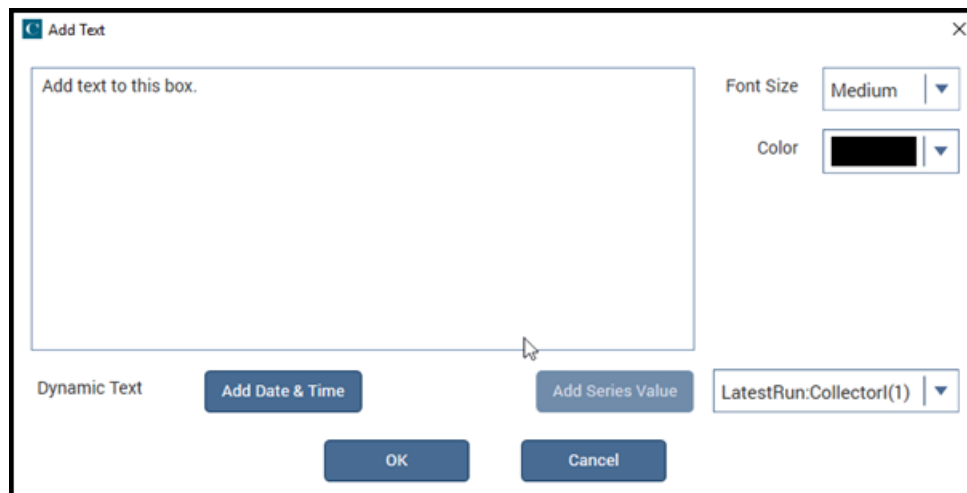 C Add Text
Add text to this box.
Font Size Medium
Color
Dynamic Text Add Date & Time Add Series Value LatestRun:CollectorI(1)
OK Cancel